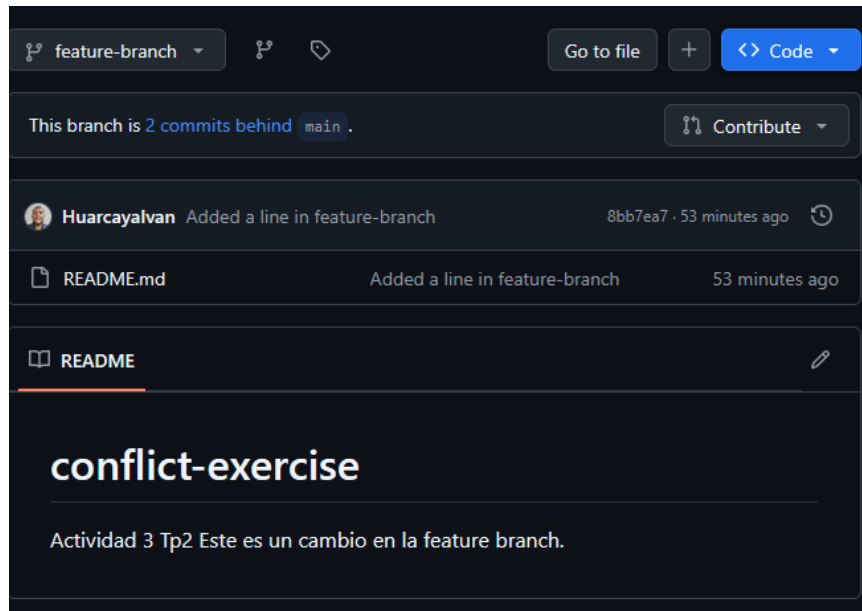 feature-branch Go to file Code
This branch is 2 commits behind main. Contribute
Huarcayalvan Added a line in feature-branch 8bb7ea7 · 53 minutes ago
README.md Added a line in feature-branch 53 minutes ago
README
conflict-exercise
Actividad 3 Tp2 Este es un cambio en la feature branch.